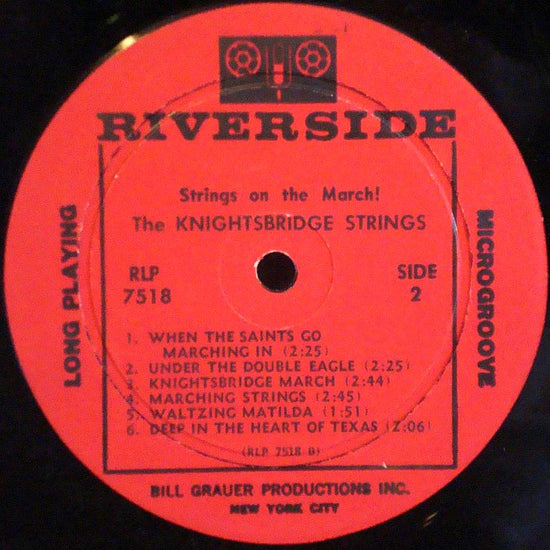 RIVERSIDE
Strings on the March!
The KNIGHTSBRIDGE STRINGS
RLP
7518
SIDE
2
LONG PLAYING
MICROGROOVE
1. WHEN THE SAINTS GO
MARCHING IN (2:25)
2. UNDER THE DOUBLE EAGLE (2:25)
3. KNIGHTSBRIDGE MARCH (2:44)
4. MARCHING STRINGS (2:45)
5. WALTZING MATILDA (1:51)
6. DEEP IN THE HEART OF TEXAS (2:06)
(RLP 7518 B)
BILL GRAUER PRODUCTIONS INC.
NEW YORK CITY